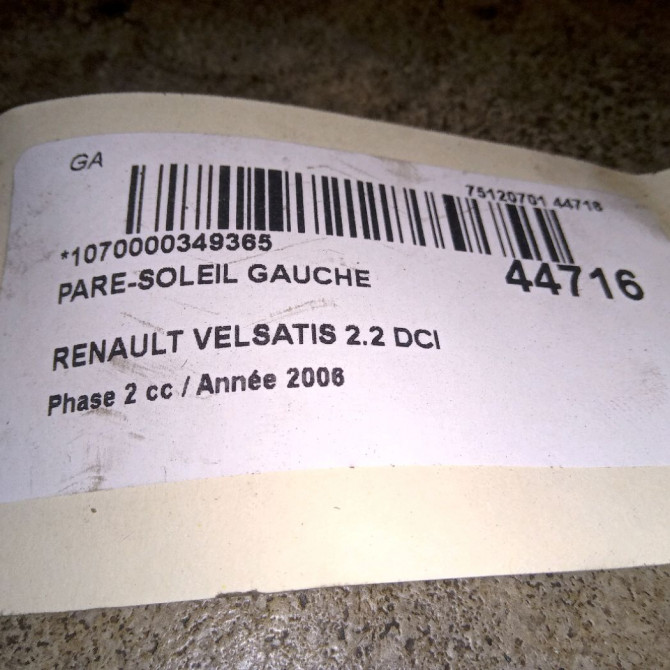 GA
75120701 44716
*1070000349365
44716
PARE-SOLEIL GAUCHE
RENAULT VELSATIS 2.2 DCI
Phase 2 cc / Année 2006